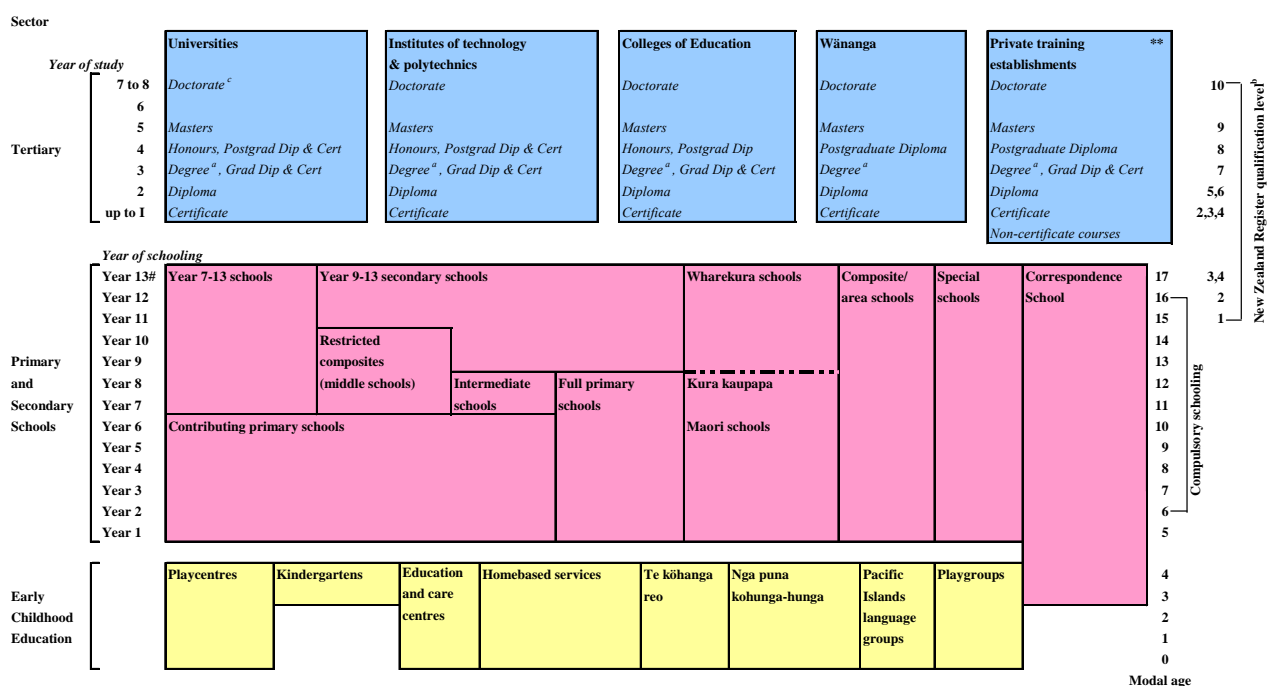 Sector
Universities
Institutes of technology
& polytechnics
Colleges of Education
Wänanga
Private training **
establishments
Year of study
7 to 8 Doctorate c Doctorate Doctorate Doctorate Doctorate 10
6
5 Masters Masters Masters Masters Masters 9
Tertiary 4 Honours, Postgrad Dip & Cert Honours, Postgrad Dip & Cert Honours, Postgrad Dip Postgraduate Diploma Postgraduate Diploma 8
3 Degree a , Grad Dip & Cert Degree a , Grad Dip & Cert Degree a , Grad Dip & Cert Degree a Degree a , Grad Dip & Cert 7
2 Diploma Diploma Diploma Diploma Diploma 5,6
up to I Certificate Certificate Certificate Certificate Certificate 2,3,4
Non-certificate courses
New Zealand Register qualification level b
Year of schooling
Year 13# Year 7-13 schools Year 9-13 secondary schools Wharekura schools Composite/ Special Correspondence 17 3,4
Year 12 area schools schools School 16 2
Year 11 15 1
Year 10 Restricted 14
Primary Year 9 composites 13
and Year 8 (middle schools) Intermediate Full primary Kura kaupapa 12
Secondary Year 7 schools schools 11
Schools Year 6 Contributing primary schools Maori schools 10
Year 5 9
Year 4 8
Year 3 7
Year 2 6
Year 1 5
Compulsory schooling
Playcentres Kindergartens Education Homebased services Te köhanga Nga puna Pacific Playgroups 4
Early and care reo kohunga-hunga Islands 3
Childhood centres language 2
Education groups 1
0
Modal age